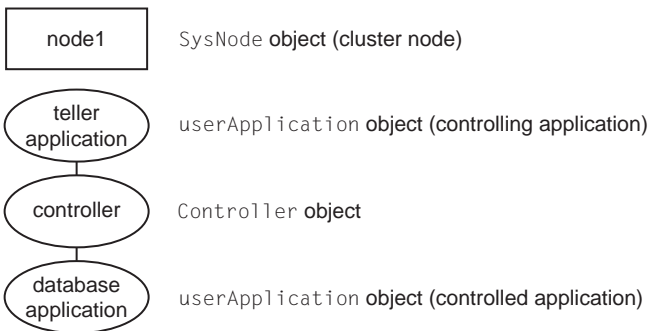 node1 SysNode object (cluster node)
teller
application
userApplication object (controlling application)
controller Controller object
database
application
userApplication object (controlled application)